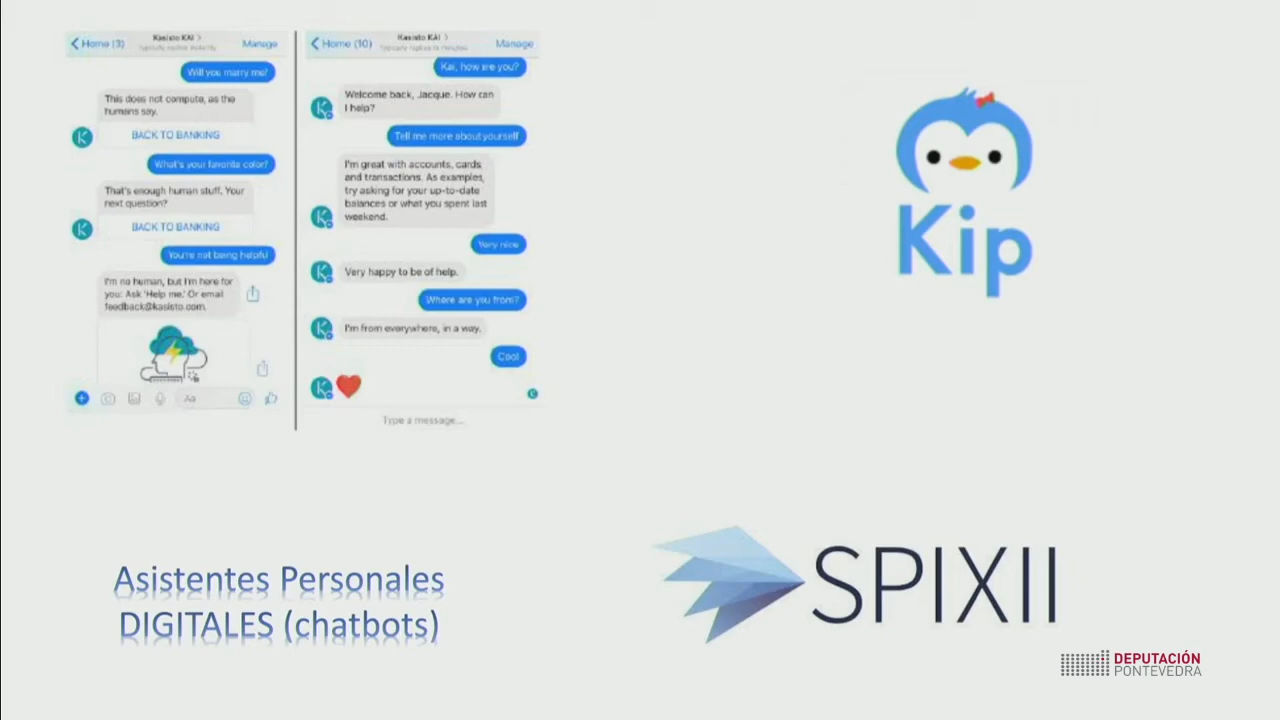 Home (3)
Kasisto KAI
Manage
Will you marry me?
This does not compute, as the
humans say.
BACK TO BANKING
What's your favorite color?
That's enough human stuff. Your
next question?
BACK TO BANKING
You're not being helpful
I'm no human, but I'm here for
you: Ask 'Help me.' Or email
feedback@kasisto.com.
Aa
Home (10)
Kasisto KAI
Manage
Kai, how are you?
Welcome back, Jacque. How can
I help?
Tell me more about yourself
I'm great with accounts, cards
and transactions. As examples,
try asking for your up-to-date
balances or what you spent last
weekend.
Very nice
Very happy to be of help.
Where are you from?
I'm from everywhere, in a way.
Cool
Type a message...
Kip
Asistentes Personales
DIGITALES (chatbots)
SPIXII
DEPUTACIÓN
PONTEVEDRA